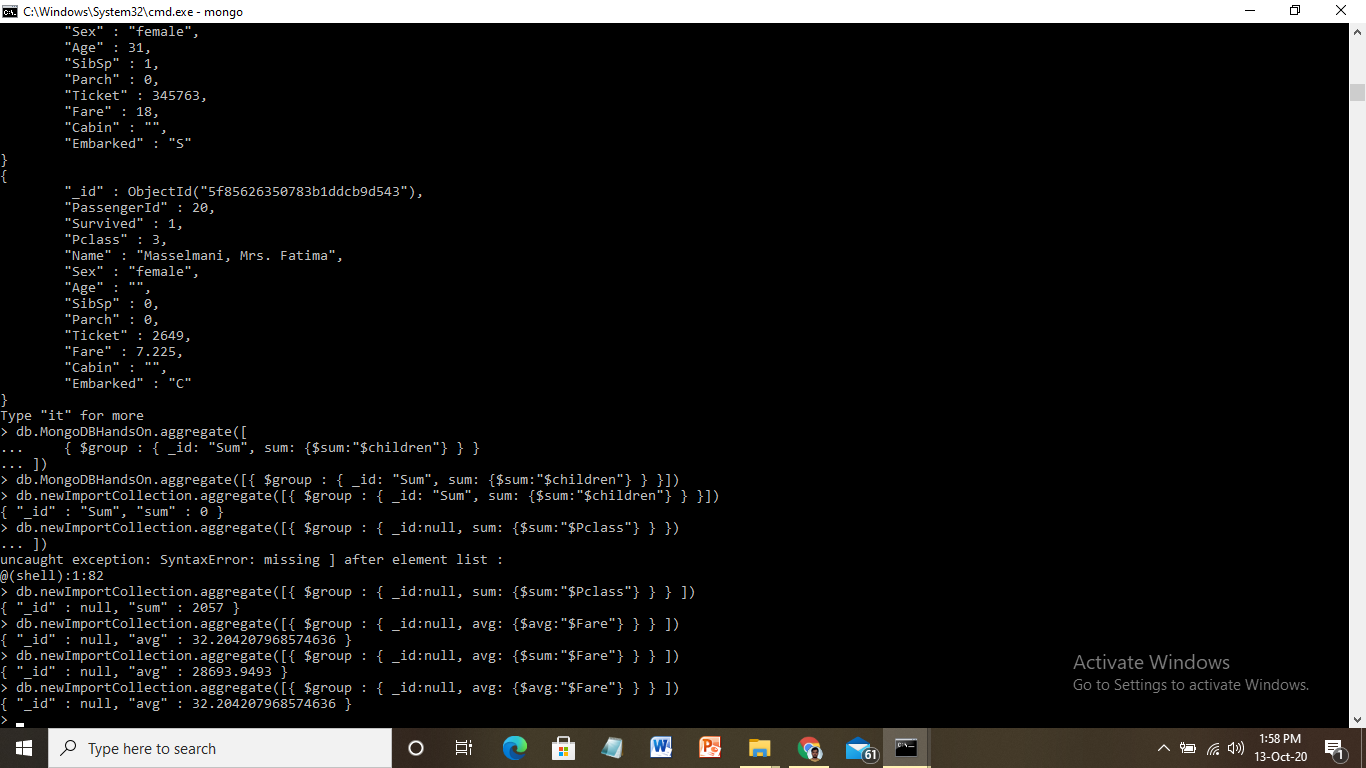 C:\Windows\System32\cmd.exe - mongo
        "Sex" : "female",
        "Age" : 31,
        "SibSp" : 1,
        "Parch" : 0,
        "Ticket" : 345763,
        "Fare" : 18,
        "Cabin" : "",
        "Embarked" : "S"
}
{
        "_id" : ObjectId("5f85626350783b1ddcb9d543"),
        "PassengerId" : 20,
        "Survived" : 1,
        "Pclass" : 3,
        "Name" : "Masselmani, Mrs. Fatima",
        "Sex" : "female",
        "Age" : "",
        "SibSp" : 0,
        "Parch" : 0,
        "Ticket" : 2649,
        "Fare" : 7.225,
        "Cabin" : "",
        "Embarked" : "C"
}
Type "it" for more
> db.MongoDBHandsOn.aggregate([
...     { $group : { _id: "Sum", sum: {$sum:"$children"} } }
... ])
> db.MongoDBHandsOn.aggregate([{ $group : { _id: "Sum", sum: {$sum:"$children"} } }])
> db.newImportCollection.aggregate([{ $group : { _id: "Sum", sum: {$sum:"$children"} } }])
{ "_id" : "Sum", "sum" : 0 }
> db.newImportCollection.aggregate([{ $group : { _id:null, sum: {$sum:"$Pclass"} } })
... ])
uncaught exception: SyntaxError: missing ] after element list :
@(shell):1:82
> db.newImportCollection.aggregate([{ $group : { _id:null, sum: {$sum:"$Pclass"} } } ])
{ "_id" : null, "sum" : 2057 }
> db.newImportCollection.aggregate([{ $group : { _id:null, avg: {$avg:"$Fare"} } } ])
{ "_id" : null, "avg" : 32.204207968574636 }
> db.newImportCollection.aggregate([{ $group : { _id:null, avg: {$sum:"$Fare"} } } ])
{ "_id" : null, "avg" : 28693.9493 }
> db.newImportCollection.aggregate([{ $group : { _id:null, avg: {$avg:"$Fare"} } } ])
{ "_id" : null, "avg" : 32.204207968574636 }
>
Activate Windows
Go to Settings to activate Windows.
Type here to search
61
1:58 PM
13-Oct-20
1